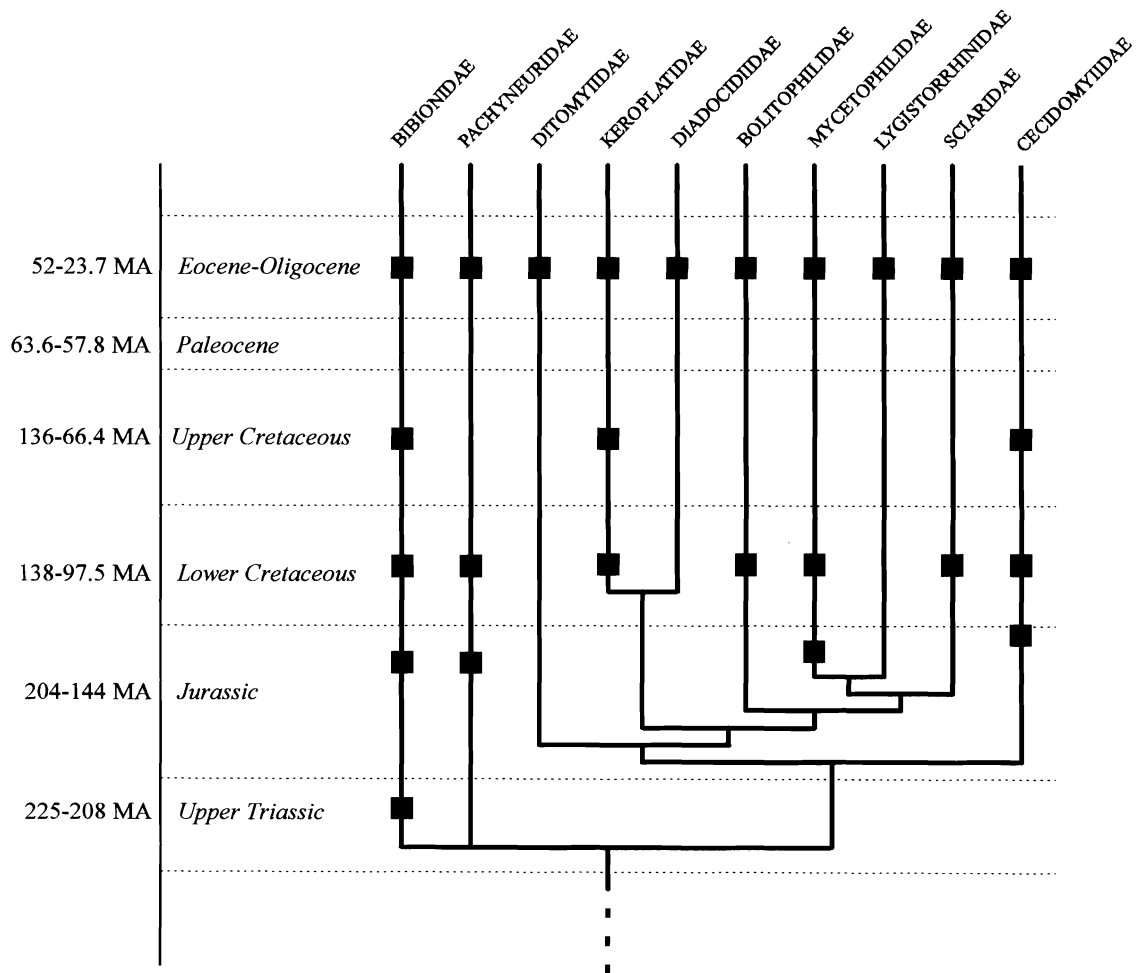 BIBIONIDAE
PACHYNEURIDAE
DITOMYIIDAE
KEROPLATIDAE
DIADOCIDIIDAE
BOLITOPHILIDAE
MYCETOPHILIDAE
LYGISTORRHINIDAE
SCIARIDAE
CECIDOMYIIDAE
52-23.7 MA Eocene-Oligocene
63.6-57.8 MA Paleocene
136-66.4 MA Upper Cretaceous
138-97.5 MA Lower Cretaceous
204-144 MA Jurassic
225-208 MA Upper Triassic